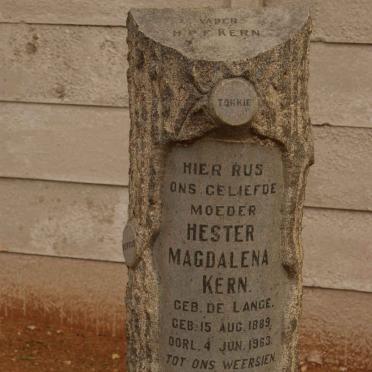 VADER
H.P.F. KERN
TOKKIE
HIER RUS
ONS GELIEFDE
MOEDER
HESTER
MAGDALENA
KERN.
GEB. DE LANGE.
GEB. 15 AUG. 1889.
OORL. 4 JUN. 1963.
TOT ONS WEERSIEN.